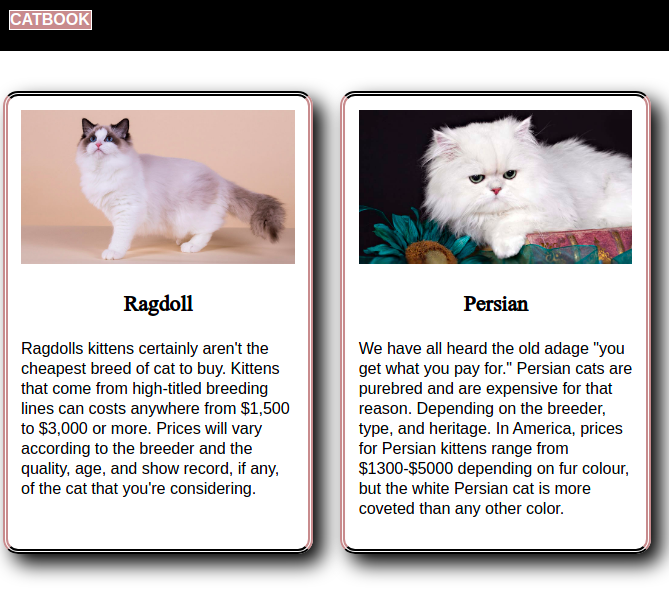 CATBOOK
Ragdoll
Ragdolls kittens certainly aren't the
cheapest breed of cat to buy. Kittens
that come from high-titled breeding
lines can costs anywhere from $1,500
to $3,000 or more. Prices will vary
according to the breeder and the
quality, age, and show record, if any,
of the cat that you're considering.
Persian
We have all heard the old adage "you
get what you pay for." Persian cats are
purebred and are expensive for that
reason. Depending on the breeder,
type, and heritage. In America, prices
for Persian kittens range from
$1300-$5000 depending on fur colour,
but the white Persian cat is more
coveted than any other color.